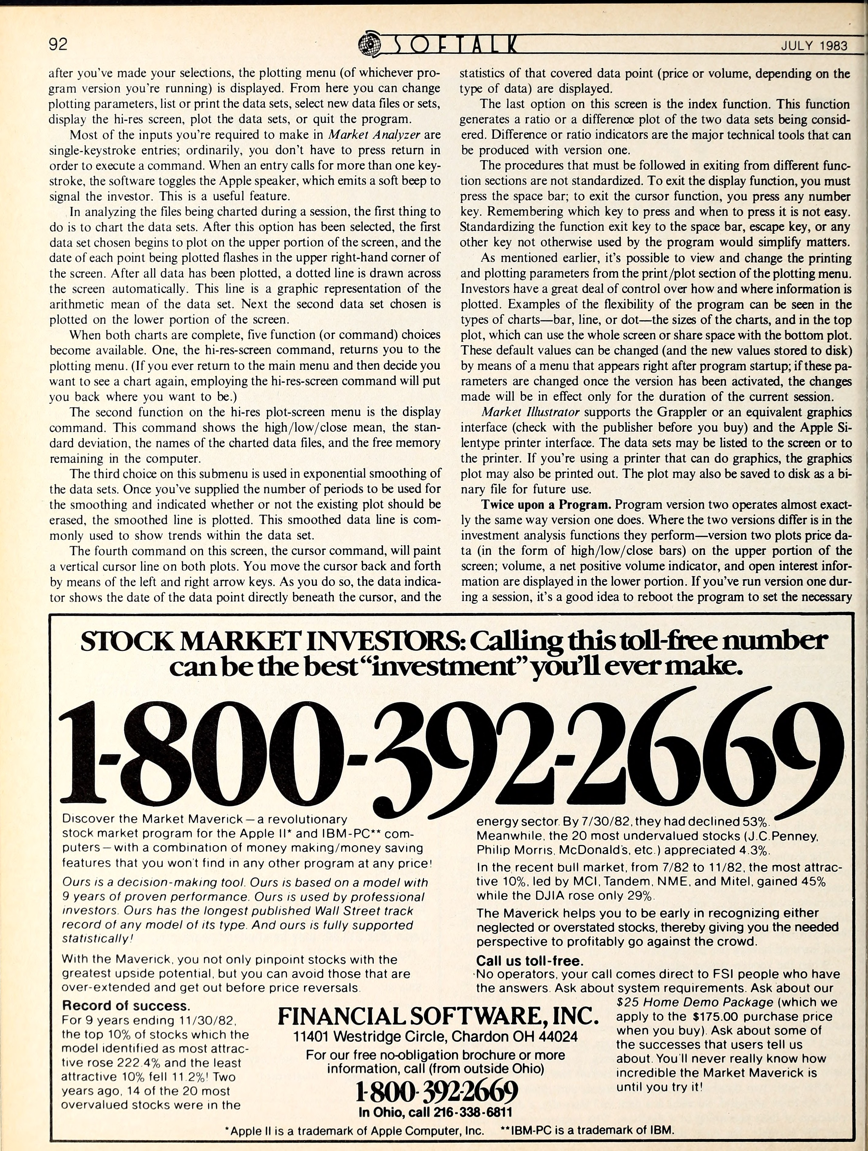 92
SOFTALK
JULY 1983
after you've made your selections, the plotting menu (of whichever pro-
gram version you're running) is displayed. From here you can change
plotting parameters, list or print the data sets, select new data files or sets,
display the hi-res screen, plot the data sets, or quit the program.
Most of the inputs you're required to make in Market Analyzer are
single-keystroke entries; ordinarily, you don't have to press return in
order to execute a command. When an entry calls for more than one key-
stroke, the software toggles the Apple speaker, which emits a soft beep to
signal the investor. This is a useful feature.
In analyzing the files being charted during a session, the first thing to
do is to chart the data sets. After this option has been selected, the first
data set chosen begins to plot on the upper portion of the screen, and the
date of each point being plotted flashes in the upper right-hand corner of
the screen. After all data has been plotted, a dotted line is drawn across
the screen automatically. This line is a graphic representation of the
arithmetic mean of the data set. Next the second data set chosen is
plotted on the lower portion of the screen.
When both charts are complete, five function (or command) choices
become available. One, the hi-res-screen command, returns you to the
plotting menu. (If you ever return to the main menu and then decide you
want to see a chart again, employing the hi-res-screen command will put
you back where you want to be.)
The second function on the hi-res plot-screen menu is the display
command. This command shows the high/low/close mean, the stan-
dard deviation, the names of the charted data files, and the free memory
remaining in the computer.
The third choice on this submenu is used in exponential smoothing of
the data sets. Once you've supplied the number of periods to be used for
the smoothing and indicated whether or not the existing plot should be
erased, the smoothed line is plotted. This smoothed data line is com-
monly used to show trends within the data set.
The fourth command on this screen, the cursor command, will paint
a vertical cursor line on both plots. You move the cursor back and forth
by means of the left and right arrow keys. As you do so, the data indica-
tor shows the date of the data point directly beneath the cursor, and the
statistics of that covered data point (price or volume, depending on the
type of data) are displayed.
The last option on this screen is the index function. This function
generates a ratio or a difference plot of the two data sets being consid-
ered. Difference or ratio indicators are the major technical tools that can
be produced with version one.
The procedures that must be followed in exiting from different func-
tion sections are not standardized. To exit the display function, you must
press the space bar; to exit the cursor function, you press any number
key. Remembering which key to press and when to press it is not easy.
Standardizing the function exit key to the space bar, escape key, or any
other key not otherwise used by the program would simplify matters.
As mentioned earlier, it's possible to view and change the printing
and plotting parameters from the print/plot section of the plotting menu.
Investors have a great deal of control over how and where information is
plotted. Examples of the flexibility of the program can be seen in the
types of charts—bar, line, or dot—the sizes of the charts, and in the top
plot, which can use the whole screen or share space with the bottom plot.
These default values can be changed (and the new values stored to disk)
by means of a menu that appears right after program startup; if these pa-
rameters are changed once the version has been activated, the changes
made will be in effect only for the duration of the current session.
Market Illustrator supports the Grappler or an equivalent graphics
interface (check with the publisher before you buy) and the Apple Si-
lentype printer interface. The data sets may be listed to the screen or to
the printer. If you're using a printer that can do graphics, the graphics
plot may also be printed out. The plot may also be saved to disk as a bi-
nary file for future use.
Twice upon a Program. Program version two operates almost exact-
ly the same way version one does. Where the two versions differ is in the
investment analysis functions they perform—version two plots price da-
ta (in the form of high/low/close bars) on the upper portion of the
screen; volume, a net positive volume indicator, and open interest infor-
mation are displayed in the lower portion. If you've run version one dur-
ing a session, it's a good idea to reboot the program to set the necessary
STOCK MARKET INVESTORS: Calling this toll-free number
can be the best "investment" you'll ever make.
1-800-392-2669
Discover the Market Maverick — a revolutionary
stock market program for the Apple II* and IBM-PC** com-
puters — with a combination of money making/money saving
features that you won't find in any other program at any price!
Ours is a decision-making tool. Ours is based on a model with
9 years of proven performance. Ours is used by professional
investors. Ours has the longest published Wall Street track
record of any model of its type. And ours is fully supported
statistically!
With the Maverick, you not only pinpoint stocks with the
greatest upside potential, but you can avoid those that are
over-extended and get out before price reversals.
Record of success.
For 9 years ending 11/30/82,
the top 10% of stocks which the
model identified as most attrac-
tive rose 222.4% and the least
attractive 10% fell 11.2%! Two
years ago, 14 of the 20 most
overvalued stocks were in the
energy sector. By 7/30/82, they had declined 53%.
Meanwhile, the 20 most undervalued stocks (J.C. Penney,
Philip Morris, McDonald's, etc.) appreciated 4.3%.
In the recent bull market, from 7/82 to 11/82, the most attrac-
tive 10%, led by MCI, Tandem, NME, and Mitel, gained 45%
while the DJIA rose only 29%.
The Maverick helps you to be early in recognizing either
neglected or overstated stocks, thereby giving you the needed
perspective to profitably go against the crowd.
Call us toll-free.
No operators, your call comes direct to FSI people who have
the answers. Ask about system requirements. Ask about our
$25 Home Demo Package (which we
apply to the $175.00 purchase price
when you buy). Ask about some of
the successes that users tell us
about. You'll never really know how
incredible the Market Maverick is
until you try it!
FINANCIAL SOFTWARE, INC.
11401 Westridge Circle, Chardon OH 44024
For our free no-obligation brochure or more
information, call (from outside Ohio)
1-800-392-2669
In Ohio, call 216-338-6811
*Apple II is a trademark of Apple Computer, Inc. **IBM-PC is a trademark of IBM.